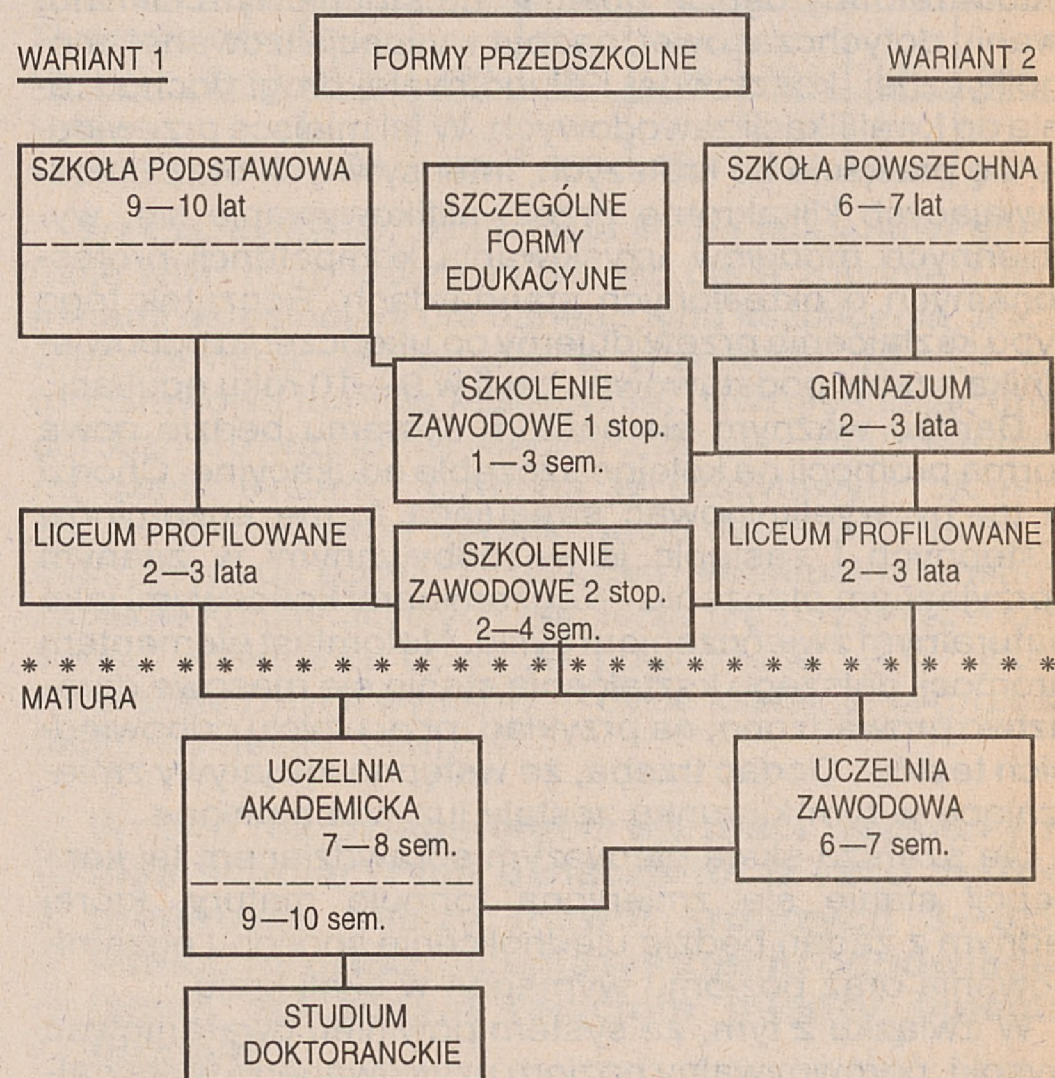 WARIANT 1
FORMY PRZEDSZKOLNE
WARIANT 2
SZKOŁA PODSTAWOWA
9—10 lat
SZCZEGÓLNE
FORMY
EDUKACYJNE
SZKOŁA POWSZECHNA
6—7 lat
SZKOLENIE
ZAWODOWE 1 stop.
1—3 sem.
GIMNAZJUM
2—3 lata
LICEUM PROFILOWANE
2—3 lata
SZKOLENIE
ZAWODOWE 2 stop.
2—4 sem.
LICEUM PROFILOWANE
2—3 lata
* * * * * * * * * * * * * * * * * * * * * * * * * * * *
MATURA
UCZELNIA
AKADEMICKA
7—8 sem.
9—10 sem.
UCZELNIA
ZAWODOWA
6—7 sem.
STUDIUM
DOKTORANCKIE